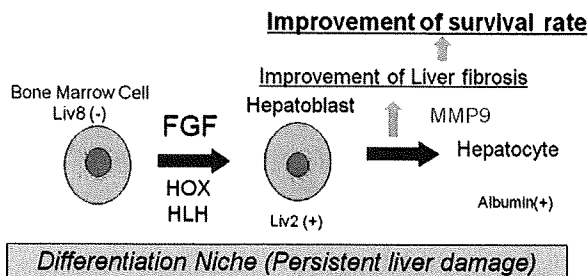 Improvement of survival rate
Improvement of Liver fibrosis
Bone Marrow Cell
Liv8 (-)
FGF
HOX
HLH
Hepatoblast
Liv2 (+)
MMP9
Hepatocyte
Albumin(+)
Differentiation Niche (Persistent liver damage)